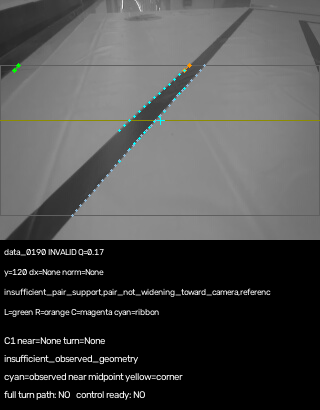 data_0190 INVALID Q=0.17
y=120 dx=None norm=None
insufficient_pair_support,pair_not_widening_toward_camera,referenc
L=green R=orange C=magenta cyan=ribbon
C1 near=None turn=None
insufficient_observed_geometry
cyan=observed near midpoint yellow=corner
full turn path: NO control ready: NO